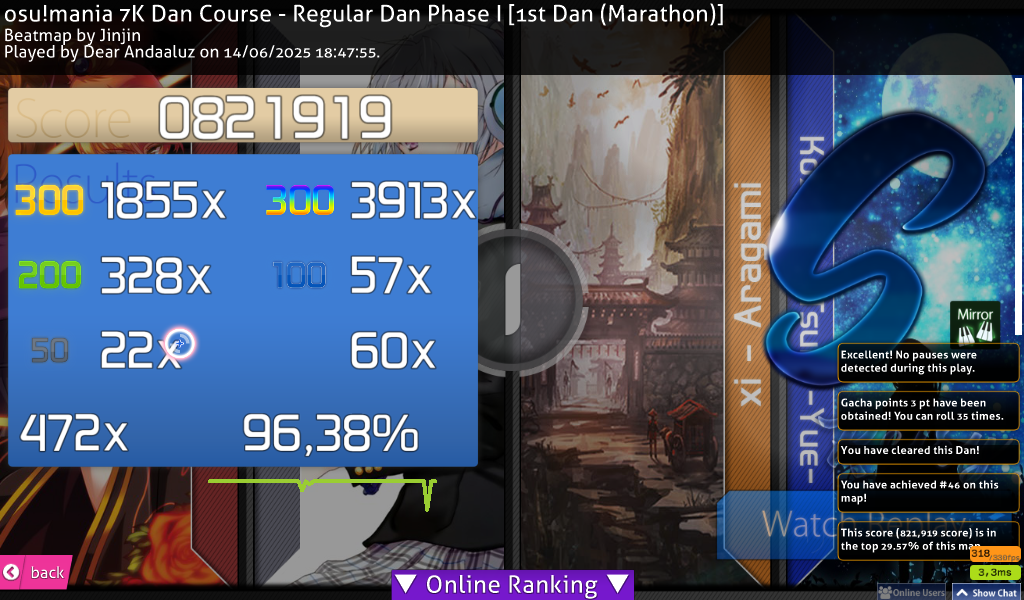 osu!mania 7K Dan Course - Regular Dan Phase I [1st Dan (Marathon)]
Beatmap by Jinjin
Played by Dear Andaaluz on 14/06/2025 18:47:55.
Score 0821919
Results
300 1855x 300 3913x
200 328x 100 57x
50 22x 60x
472x 96,38%
xi - Aragami
-Yue-
S
Mirror
Excellent! No pauses were
detected during this play.
Gacha points 3 pt have been
obtained! You can roll 35 times.
You have cleared this Dan!
You have achieved #46 on this
map!
Watch Replay
This score (821,919 score) is in
the top 29.57% of this map.
318/330fps
3,3ms
back
▼ Online Ranking ▼
Online Users
Show Chat